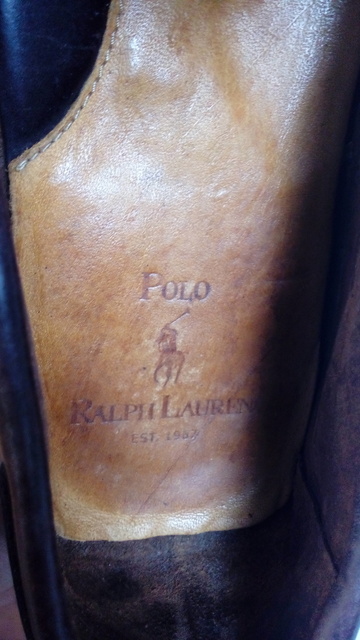 POLO
RALPH LAUREN
EST. 1967